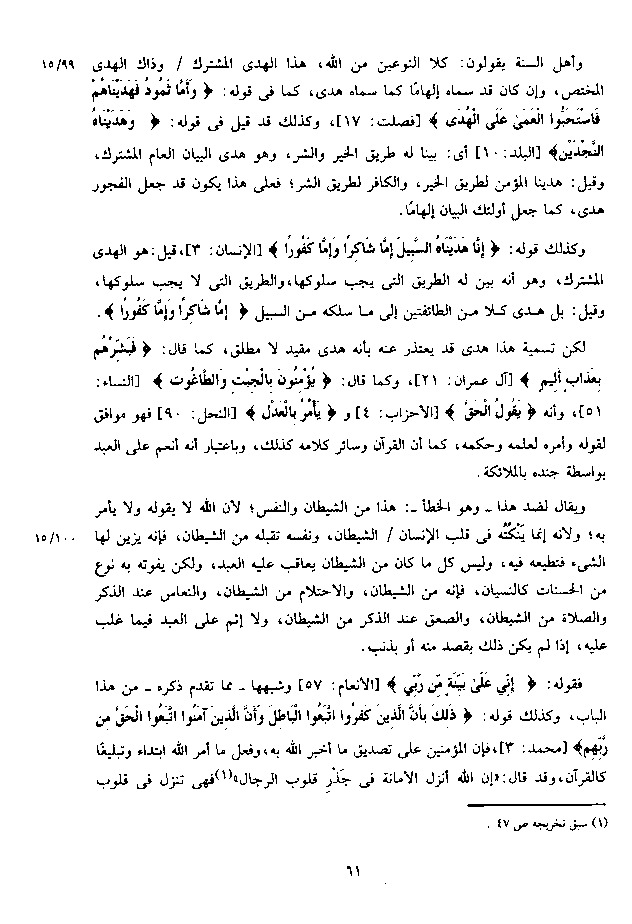 وأهل السنة يقولون: كلا النوعين من الله، هذا الهدى المشترك / وذاك الهدى ١٥/٩٩
المختص، وإن كان قد سماه إلهامًا كما سماه هدى، كما فى قوله: ﴿ وَأَمَّا ثَمُودُ فَهَدَيْنَاهُمْ
فَاسْتَحَبُّوا الْعَمَىٰ عَلَى الْهُدَىٰ ﴾ [فصلت: ١٧]، وكذلك قد قيل فى قوله: ﴿ وَهَدَيْنَاهُ
النَّجْدَيْنِ﴾ [البلد: ١٠] أى: بينا له طريق الخير والشر، وهو هدى البيان العام المشترك،
وقيل: هدينا المؤمن لطريق الخير، والكافر لطريق الشر؛ فعلى هذا يكون قد جعل الفجور
هدى، كما جعل أولئك البيان إلهامًا.
وكذلك قوله: ﴿ إِنَّا هَدَيْنَاهُ السَّبِيلَ إِمَّا شَاكِرًا وَإِمَّا كَفُورًا ﴾ [الإنسان: ٣]،قيل: هو الهدى
المشترك، وهو أنه بين له الطريق التى يجب سلوكها،والطريق التى لا يجب سلوكها،
وقيل: بل هدى كلا من الطائفتين إلى ما سلكه من السبيل ﴿ إِمَّا شَاكِرًا وَإِمَّا كَفُورًا ﴾.
لكن تسمية هذا هدى قد يعتذر عنه بأنه هدى مقيد لا مطلق، كما قال: ﴿ فَبَشِّرْهُم
بِعَذَابٍ أَلِيمٍ ﴾ [آل عمران: ٢١]، وكما قال: ﴿ يُؤْمِنُونَ بِالْجِبْتِ وَالطَّاغُوتِ ﴾ [النساء:
٥١]، وأنه ﴿ يَقُولُ الْحَقَّ ﴾ [الأحزاب: ٤] و ﴿ يَأْمُرُ بِالْعَدْلِ ﴾ [النحل: ٩٠] فهو موافق
لقوله وأمره لعلمه وحكمه، كما أن القرآن وسائر كلامه كذلك، وباعتبار أنه أنعم على العبد
بواسطة جنده بالملائكة.
ويقال لضد هذا ـ وهو الخطأ ـ: هذا من الشيطان والنفس؛ لأن الله لا يقوله ولا يأمر
به؛ ولأنه إنما يَنْكُتُه فى قلب الإنسان / الشيطان، ونفسه تقبله من الشيطان، فإنه يزين لها ١٥/١٠٠
الشىء فتطيعه فيه، وليس كل ما كان من الشيطان يعاقب عليه العبد، ولكن يفوته به نوع
من الحسنات كالنسيان، فإنه من الشيطان، والاحتلام من الشيطان، والنعاس عند الذكر
والصلاة من الشيطان، والصعق عند الذكر من الشيطان، ولا إثم على العبد فيما غلب
عليه، إذا لم يكن ذلك بقصد منه أو بذنب.
فقوله: ﴿ إِنِّي عَلَىٰ بَيِّنَةٍ مِّن رَّبِّي ﴾ [الأنعام: ٥٧] وشبهها ـ مما تقدم ذكره ـ من هذا
الباب، وكذلك قوله: ﴿ ذَلِكَ بِأَنَّ الَّذِينَ كَفَرُوا اتَّبَعُوا الْبَاطِلَ وَأَنَّ الَّذِينَ آمَنُوا اتَّبَعُوا الْحَقَّ مِن
رَّبِّهِمْ﴾ [محمد: ٣]،فإن المؤمنين على تصديق ما أخبر الله به،وفعل ما أمر الله ابتداء وتبليغًا
كالقرآن،وقد قال:«إن الله أنزل الأمانة فى جَذْرِ قلوب الرجال»(١)فهى تنزل فى قلوب
(١) سبق تخريجه ص ٤٧ .
٦١